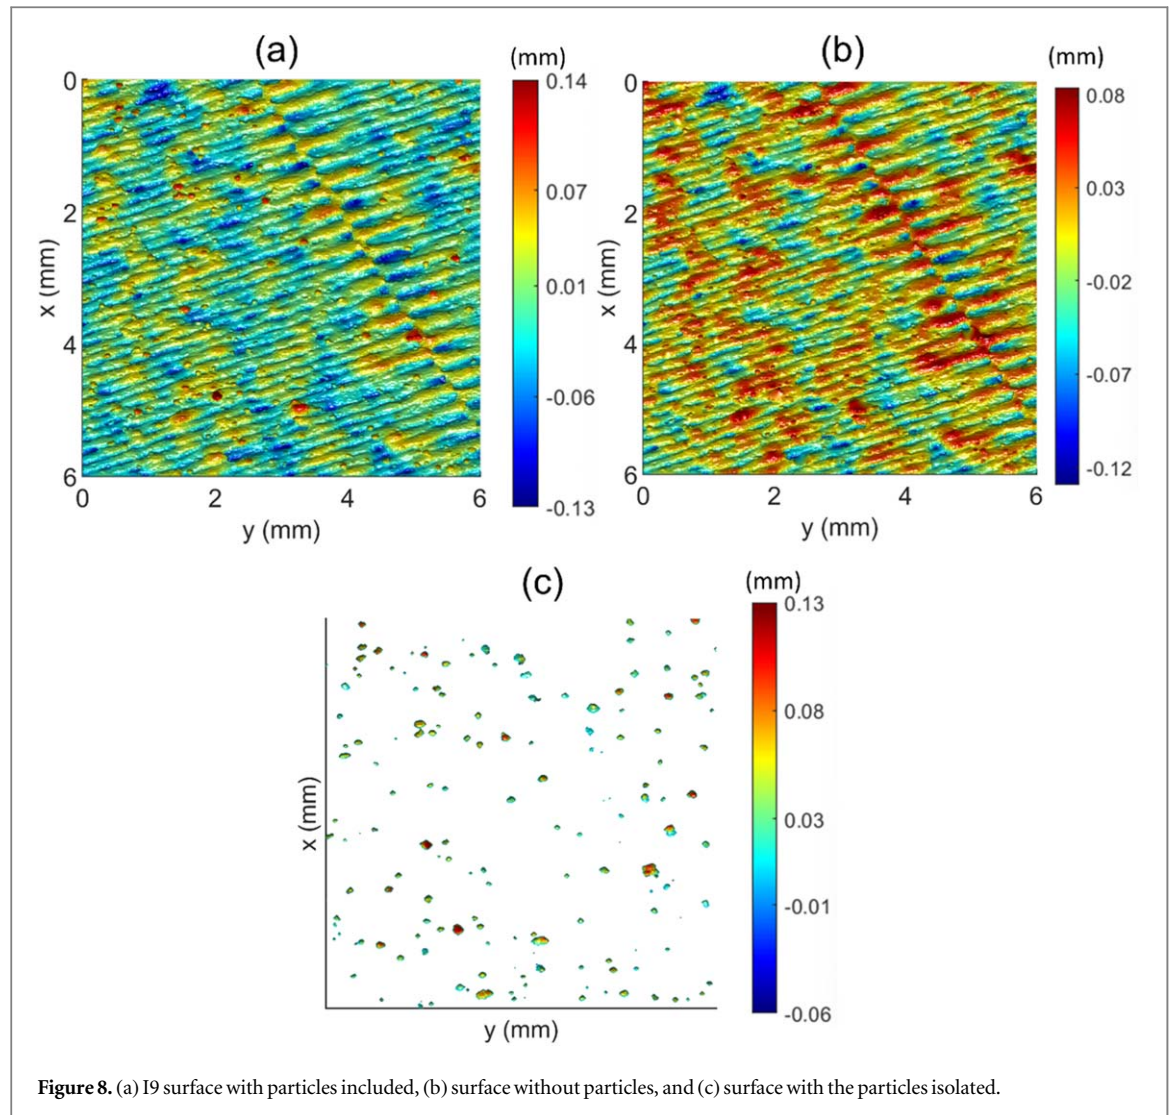 (a)
(mm)
0
2
4
6
x (mm)
0
2
4
6
y (mm)
0.14
0.07
0.01
-0.06
-0.13
(b)
(mm)
0
2
4
6
x (mm)
0
2
4
6
y (mm)
0.08
0.03
-0.02
-0.07
-0.12
(c)
(mm)
x (mm)
y (mm)
0.13
0.08
0.03
-0.01
-0.06
Figure 8. (a) I9 surface with particles included, (b) surface without particles, and (c) surface with the particles isolated.